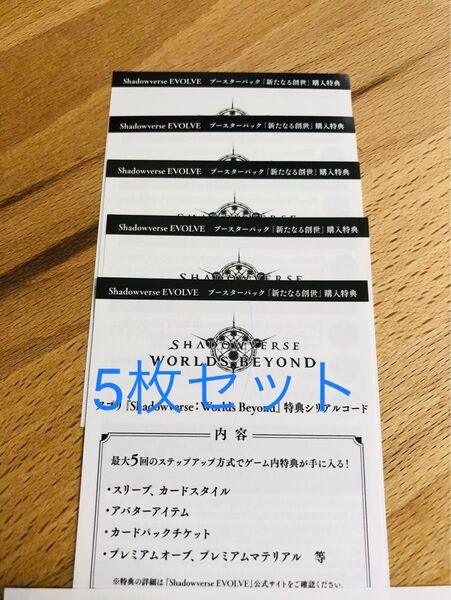 Shadowverse EVOLVE ブースターパック「新たなる創世」購入特典
Shadowverse EVOLVE ブースターパック「新たなる創世」購入特典
Shadowverse EVOLVE ブースターパック「新たなる創世」購入特典
Shadowverse EVOLVE ブースターパック「新たなる創世」購入特典
SHADOWVERSE
Shadowverse EVOLVE ブースターパック「新たなる創世」購入特典
SHADOWVERSE
WORLDS BEYOND
5枚セット
アプリ『Shadowverse: Worlds Beyond』特典シリアルコード
内容
最大5回のステップアップ方式でゲーム内特典が手に入る!
・スリーブ、カードスタイル
・アバターアイテム
・カードパックチケット
・プレミアムオーブ、プレミアムマテリアル 等
※特典の詳細は「Shadowverse EVOLVE」公式サイトをご確認ください。